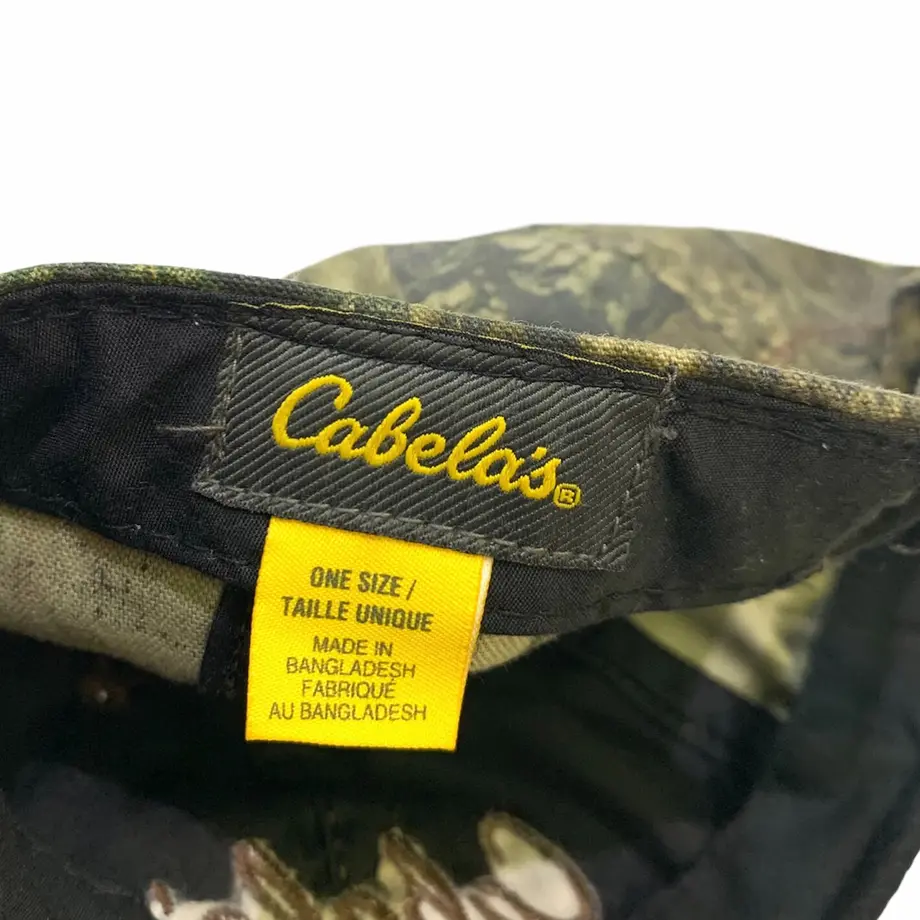 Cabela's®
ONE SIZE /
TAILLE UNIQUE
MADE IN
BANGLADESH
FABRIQUÉ
AU BANGLADESH